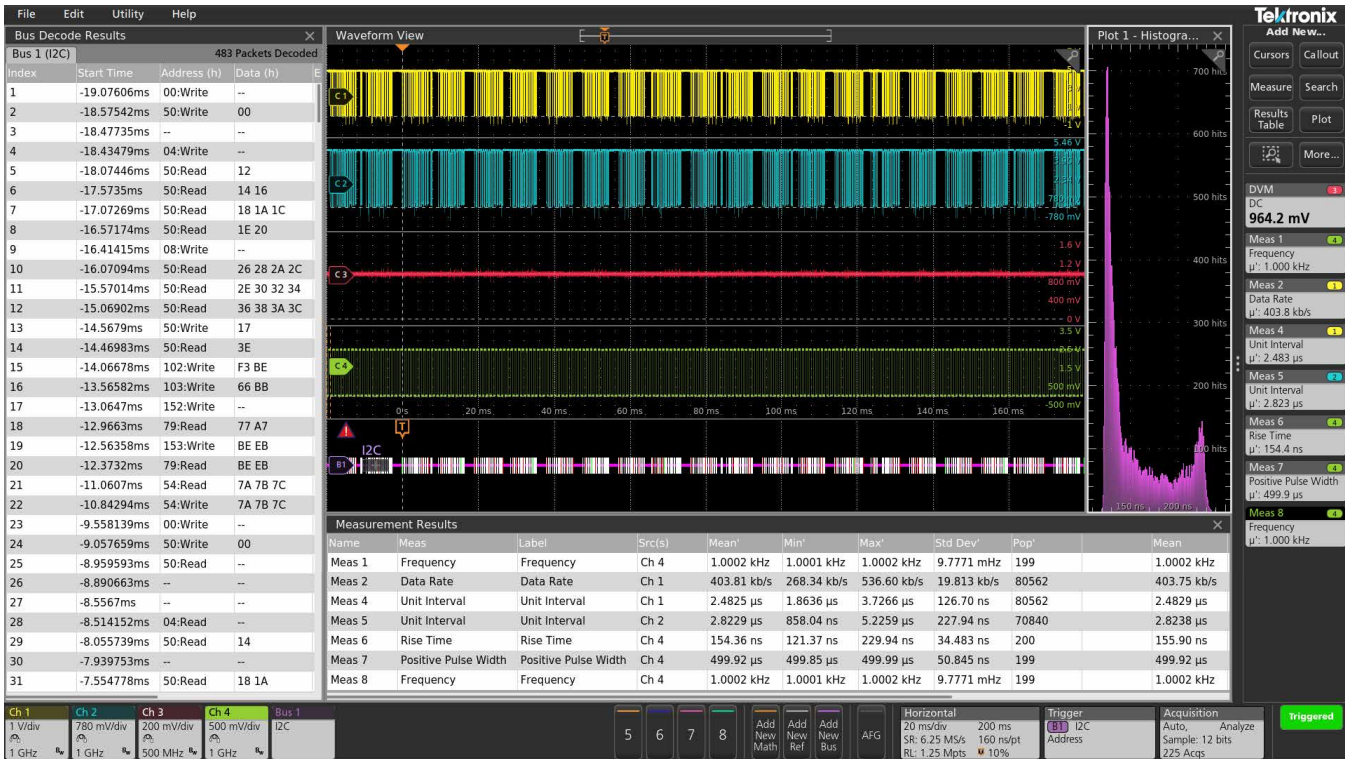 File Edit Utility Help
Tektronix
Bus Decode Results
Bus 1 (I2C) 483 Packets Decoded
Index Start Time Address (h) Data (h) E
1 -19.07606ms 00:Write --
2 -18.57542ms 50:Write 00
3 -18.47735ms -- --
4 -18.43479ms 04:Write --
5 -18.07446ms 50:Read 12
6 -17.5735ms 50:Read 14 16
7 -17.07269ms 50:Read 18 1A 1C
8 -16.57174ms 50:Read 1E 20
9 -16.41415ms 08:Write --
10 -16.07094ms 50:Read 26 28 2A 2C
11 -15.57014ms 50:Read 2E 30 32 34
12 -15.06902ms 50:Read 36 38 3A 3C
13 -14.5679ms 50:Write 17
14 -14.46983ms 50:Read 3E
15 -14.06678ms 102:Write F3 BE
16 -13.56582ms 103:Write 66 BB
17 -13.0647ms 152:Write --
18 -12.9663ms 79:Read 77 A7
19 -12.56358ms 153:Write BE EB
20 -12.3732ms 79:Read BE EB
21 -11.0607ms 54:Read 7A 7B 7C
22 -10.84294ms 54:Write 7A 7B 7C
23 -9.558139ms 00:Write --
24 -9.057659ms 50:Write 00
25 -8.959593ms 50:Read --
26 -8.890663ms -- --
27 -8.5567ms -- --
28 -8.514152ms 04:Read --
29 -8.055739ms 50:Read 14
30 -7.939753ms -- --
31 -7.554778ms 50:Read 18 1A
Waveform View
T
C1
-1 V
5.46 V
C2
-780 mV
1.6 V
1.2 V
C3
800 mV
400 mV
0 V
3.5 V
2.5 V
C4
1.5 V
500 mV
-500 mV
0 s 20 ms 40 ms 60 ms 80 ms 100 ms 120 ms 140 ms 160 ms
T
I2C
B1
Plot 1 - Histogra...
700 hits
600 hits
500 hits
400 hits
300 hits
200 hits
100 hits
150 ns 200 ns
Measurement Results
Name Meas Label Src(s) Mean' Min' Max' Std Dev' Pop' Mean
Meas 1 Frequency Frequency Ch 4 1.0002 kHz 1.0001 kHz 1.0002 kHz 9.7771 mHz 199 1.0002 kHz
Meas 2 Data Rate Data Rate Ch 1 403.81 kb/s 268.34 kb/s 536.60 kb/s 19.813 kb/s 80562 403.75 kb/s
Meas 4 Unit Interval Unit Interval Ch 1 2.4825 µs 1.8636 µs 3.7266 µs 126.70 ns 80562 2.4829 µs
Meas 5 Unit Interval Unit Interval Ch 2 2.8229 µs 858.04 ns 5.2259 µs 227.94 ns 70840 2.8238 µs
Meas 6 Rise Time Rise Time Ch 4 154.36 ns 121.37 ns 229.94 ns 34.483 ns 200 155.90 ns
Meas 7 Positive Pulse Width Positive Pulse Width Ch 4 499.92 µs 499.85 µs 499.99 µs 50.845 ns 199 499.92 µs
Meas 8 Frequency Frequency Ch 4 1.0002 kHz 1.0001 kHz 1.0002 kHz 9.7771 mHz 199 1.0002 kHz
Add New...
Cursors Callout
Measure Search
Results Table Plot
More...
DVM 3
DC
964.2 mV
Meas 1 4
Frequency
µ': 1.000 kHz
Meas 2 1
Data Rate
µ': 403.8 kb/s
Meas 4 1
Unit Interval
µ': 2.483 µs
Meas 5 2
Unit Interval
µ': 2.823 µs
Meas 6 4
Rise Time
µ': 154.4 ns
Meas 7 4
Positive Pulse Width
µ': 499.9 µs
Meas 8 4
Frequency
µ': 1.000 kHz
Ch 1
1 V/div
1 GHz Bw
Ch 2
780 mV/div
1 GHz Bw
Ch 3
200 mV/div
500 MHz Bw
Ch 4
500 mV/div
1 GHz Bw
Bus 1
I2C
5 6 7 8
Add New Math
Add New Ref
Add New Bus
AFG
Horizontal
20 ms/div 200 ms
SR: 6.25 MS/s 160 ns/pt
RL: 1.25 Mpts 10%
Trigger
B1 I2C
Address
Acquisition
Auto, Analyze
Sample: 12 bits
225 Acqs
Triggered